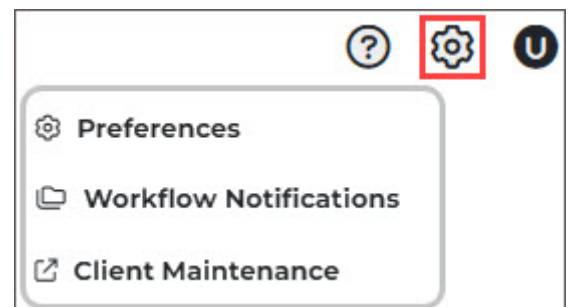 ?
U
Preferences
Workflow Notifications
Client Maintenance